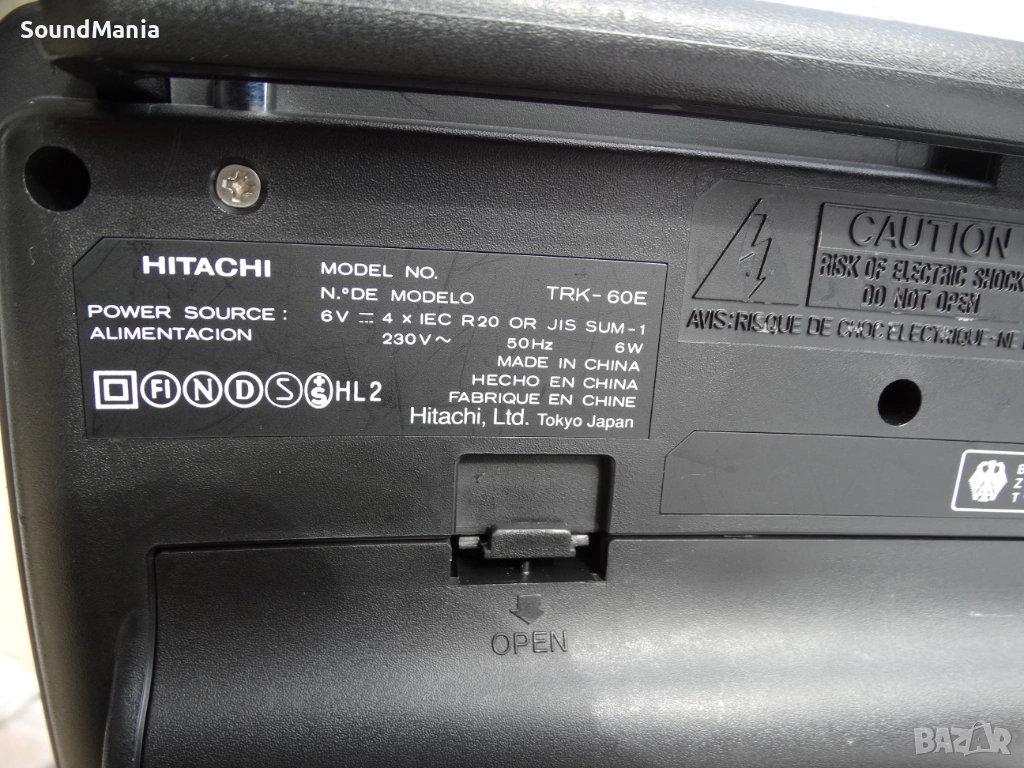 SoundMania
HITACHI
MODEL NO.
N.º DE MODELO TRK-60E
POWER SOURCE : 6V ⎓ 4 x IEC R20 OR JIS SUM-1
ALIMENTACION 230V~ 50Hz 6W
MADE IN CHINA
HECHO EN CHINA
FABRIQUE EN CHINE
FI N D S +S HL2
Hitachi, Ltd. Tokyo Japan
CAUTION
RISK OF ELECTRIC SHOCK
DO NOT OPEN
AVIS: RISQUE DE CHOC ELECTRIQUE-NE
B
Z
T
OPEN
BAZAR